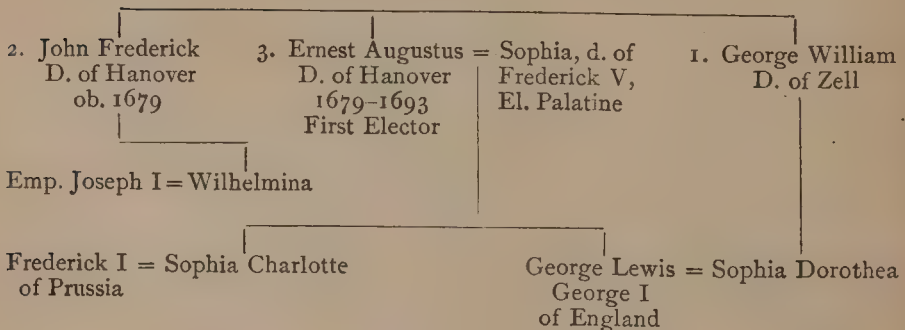 2. John Frederick
D. of Hanover
ob. 1679
3. Ernest Augustus = Sophia, d. of
D. of Hanover Frederick V,
1679–1693 El. Palatine
First Elector
1. George William
D. of Zell
Emp. Joseph I = Wilhelmina
Frederick I = Sophia Charlotte
of Prussia
George Lewis = Sophia Dorothea
George I
of England